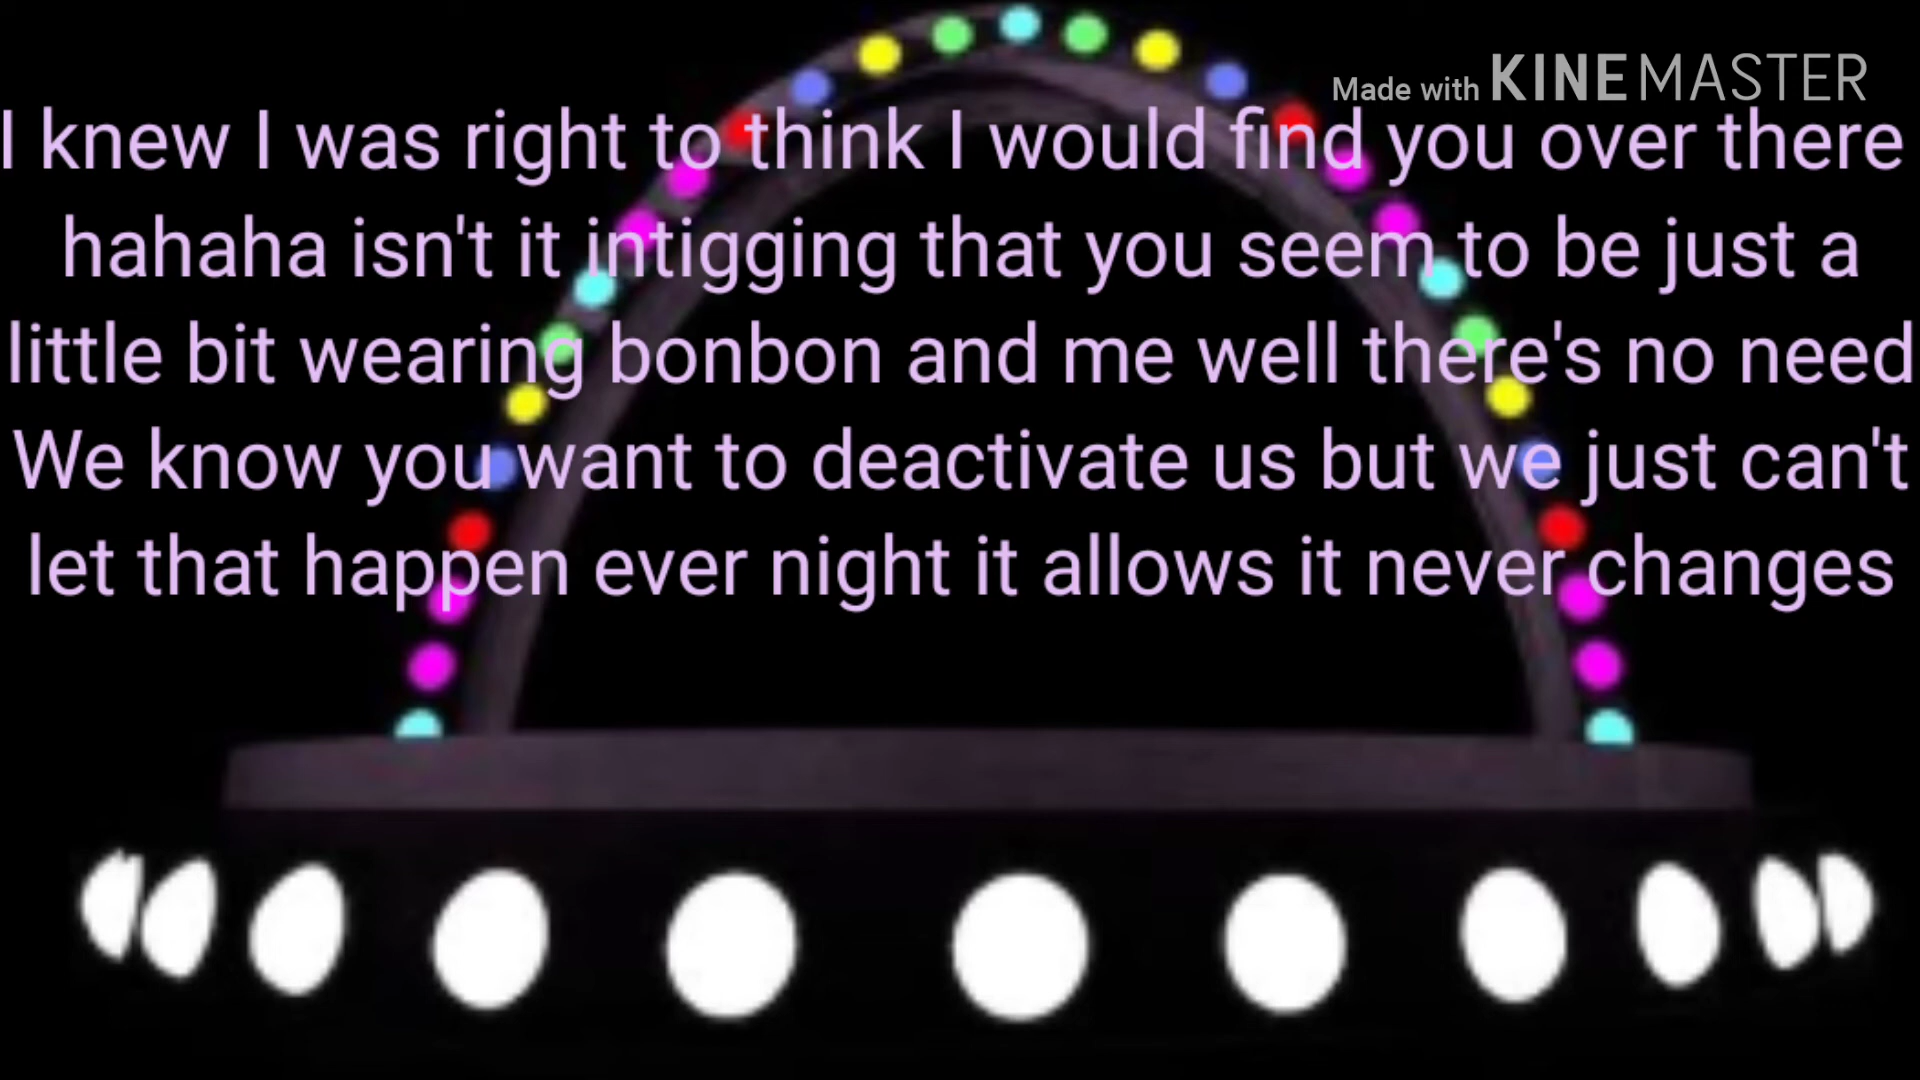 Made with KINEMASTER
I knew I was right to think I would find you over there
hahaha isn't it intigging that you seem to be just a
little bit wearing bonbon and me well there's no need
We know you want to deactivate us but we just can't
let that happen ever night it allows it never changes